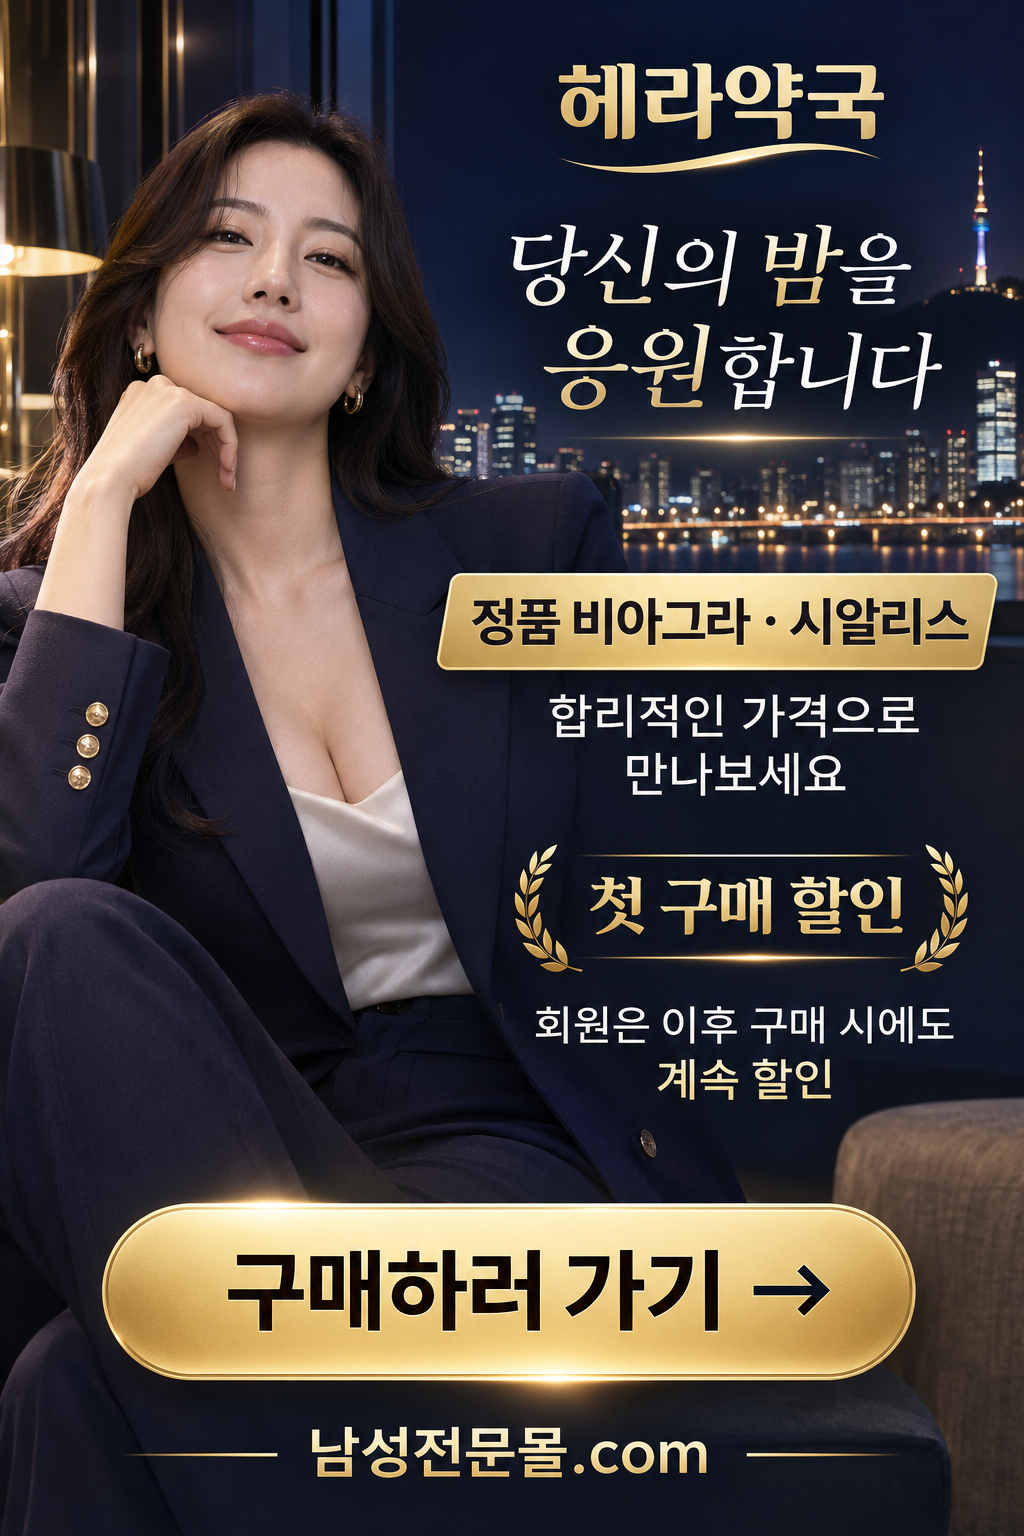 헤라약국
당신의 밤을
응원합니다
정품 비아그라 · 시알리스
합리적인 가격으로
만나보세요
첫 구매 할인
회원은 이후 구매 시에도
계속 할인
구매하러 가기 →
남성전문몰.com